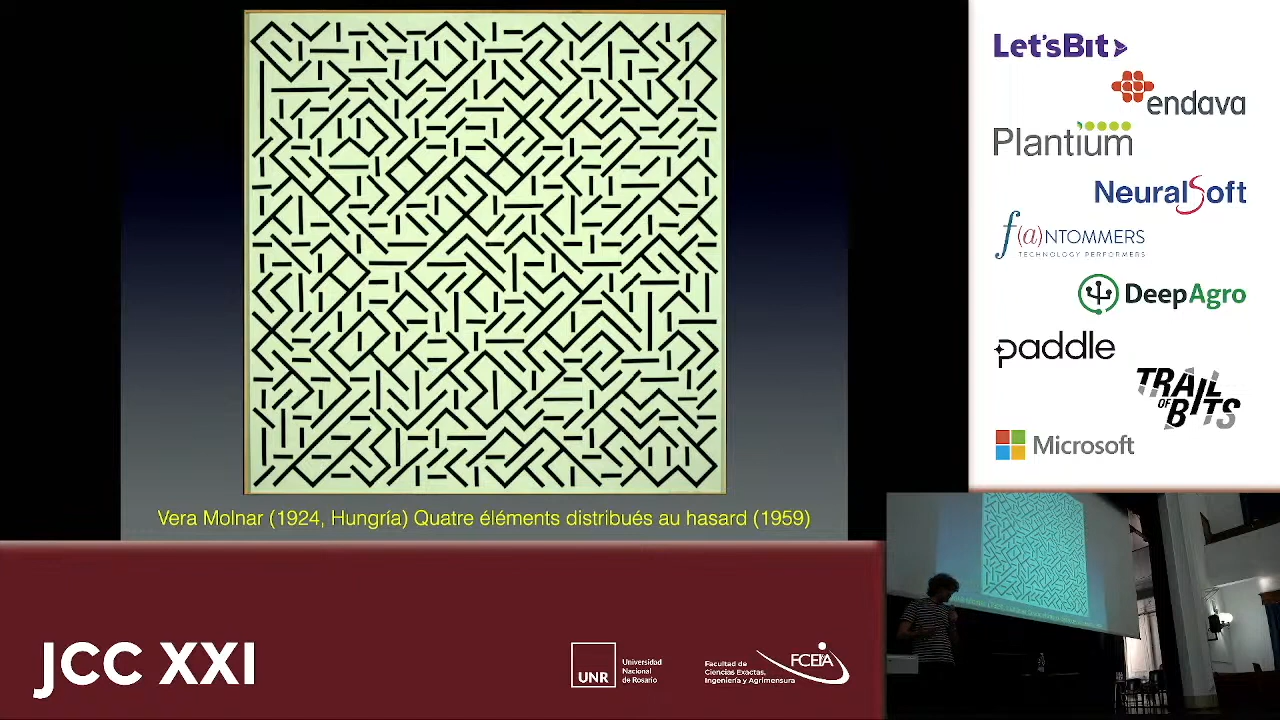 Let'sBit
endava
Plantium
NeuralSoft
f(a)NTOMMERS
TECHNOLOGY PERFORMERS
DeepAgro
paddle
TRAIL
OF
BITS
Microsoft
Vera Molnar (1924, Hungría) Quatre éléments distribués au hasard (1959)
JCC XXI
UNR
Universidad
Nacional
de Rosario
Facultad de
Ciencias Exactas,
Ingeniería y Agrimensura
FCEIA